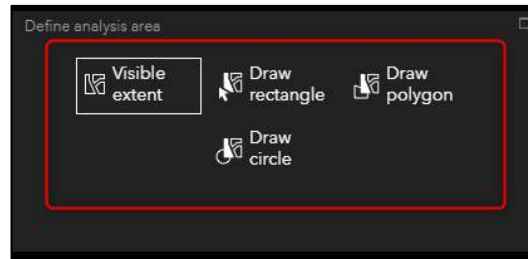 Define analysis area
Visible
extent
Draw
rectangle
Draw
polygon
Draw
circle